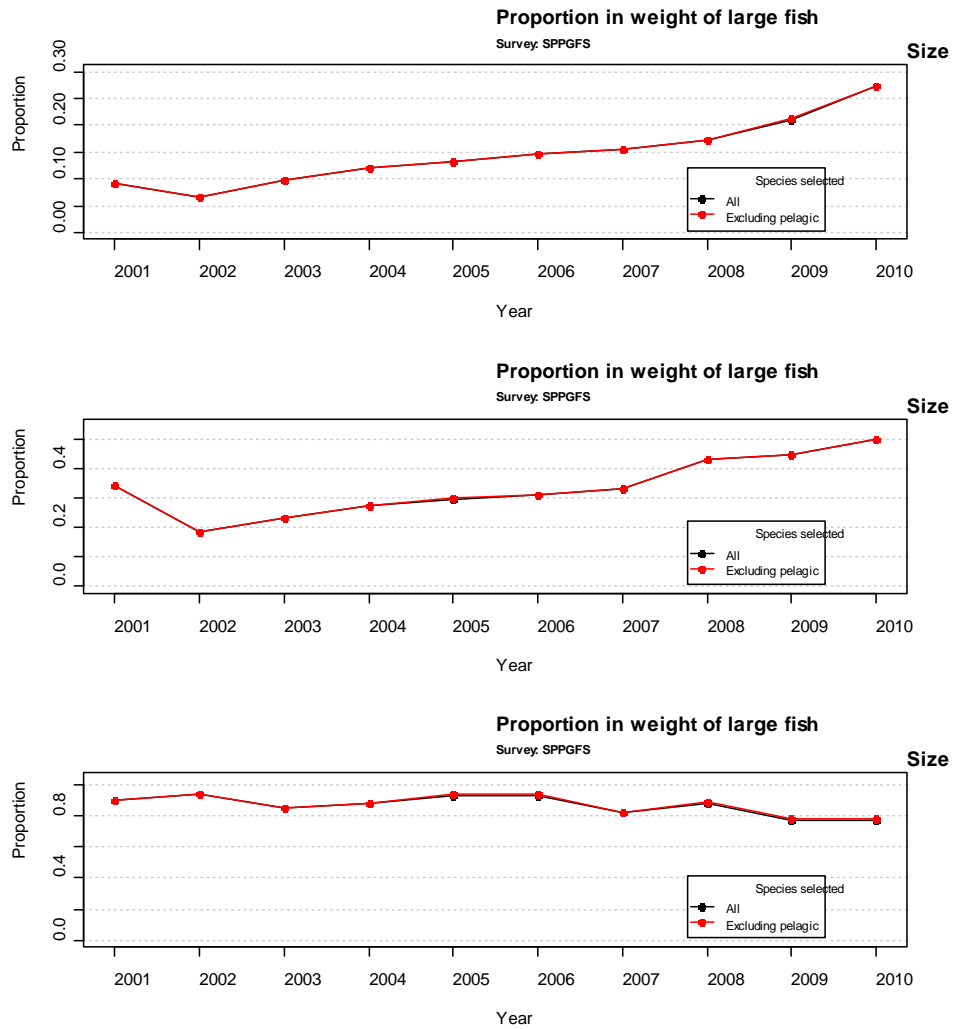 Proportion in weight of large fish
Survey: SPPGFS
Size
Proportion
0.30
0.20
0.10
0.00
Species selected
All
Excluding pelagic
2001 2002 2003 2004 2005 2006 2007 2008 2009 2010
Year
Proportion in weight of large fish
Survey: SPPGFS
Size
Proportion
0.4
0.2
0.0
Species selected
All
Excluding pelagic
2001 2002 2003 2004 2005 2006 2007 2008 2009 2010
Year
Proportion in weight of large fish
Survey: SPPGFS
Size
Proportion
0.8
0.4
0.0
Species selected
All
Excluding pelagic
2001 2002 2003 2004 2005 2006 2007 2008 2009 2010
Year